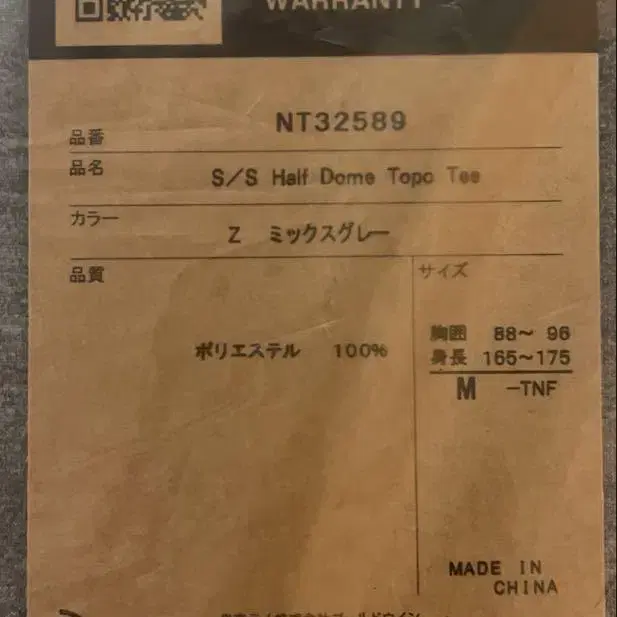 WARRANTY
品番 NT32589
品名 S/S Half Dome Topo Tee
カラー Z ミックスグレー
品質
ポリエステル 100%
サイズ
胸囲 88〜 96
身長 165〜175
M -TNF
MADE IN
CHINA